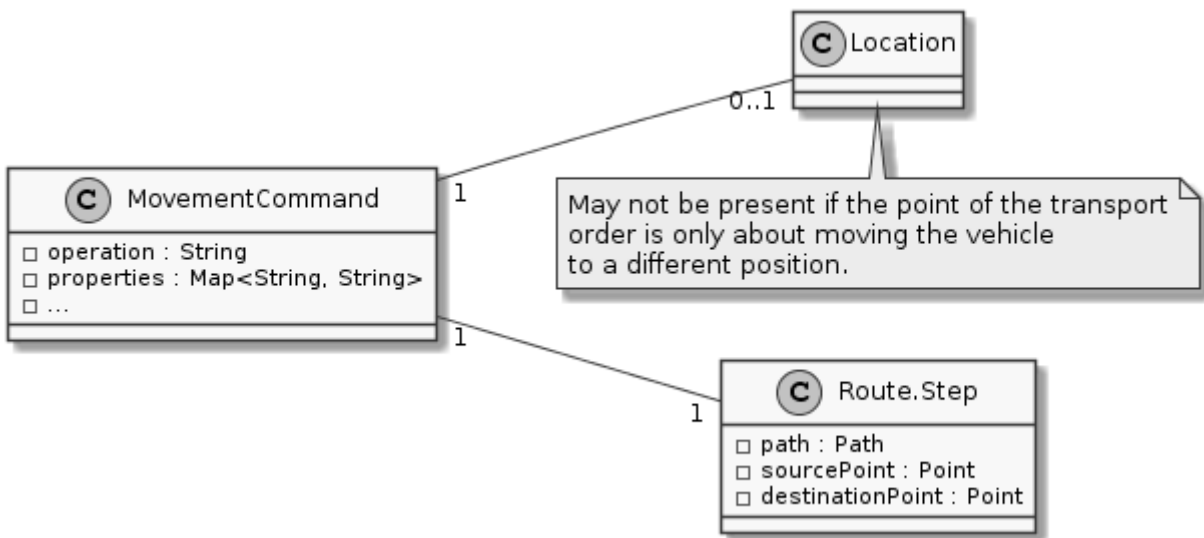 C Location
0..1
C MovementCommand
operation : String
properties : Map<String, String>
...
1
May not be present if the point of the transport
order is only about moving the vehicle
to a different position.
1
1
C Route.Step
path : Path
sourcePoint : Point
destinationPoint : Point